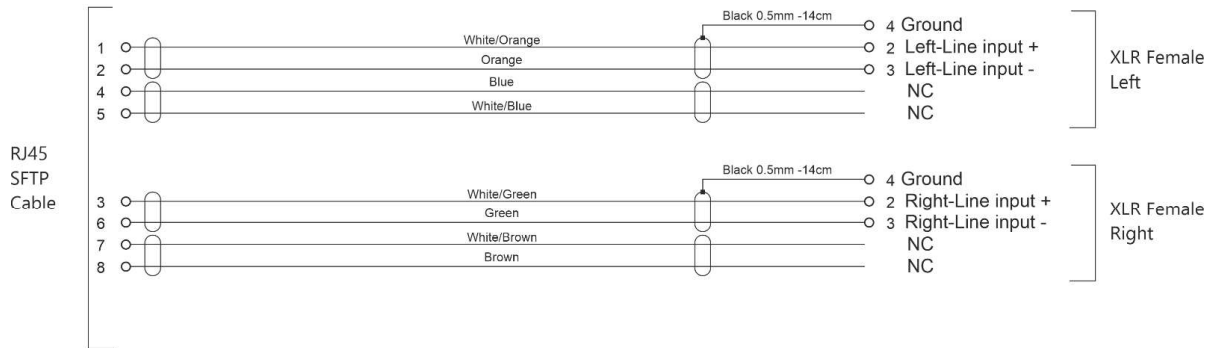 Black 0.5mm -14cm
4 Ground
1 White/Orange 2 Left-Line input +
2 Orange 3 Left-Line input -
4 Blue NC
5 White/Blue NC
XLR Female
Left
RJ45
SFTP
Cable
Black 0.5mm -14cm
4 Ground
3 White/Green 2 Right-Line input +
6 Green 3 Right-Line input -
7 White/Brown NC
8 Brown NC
XLR Female
Right